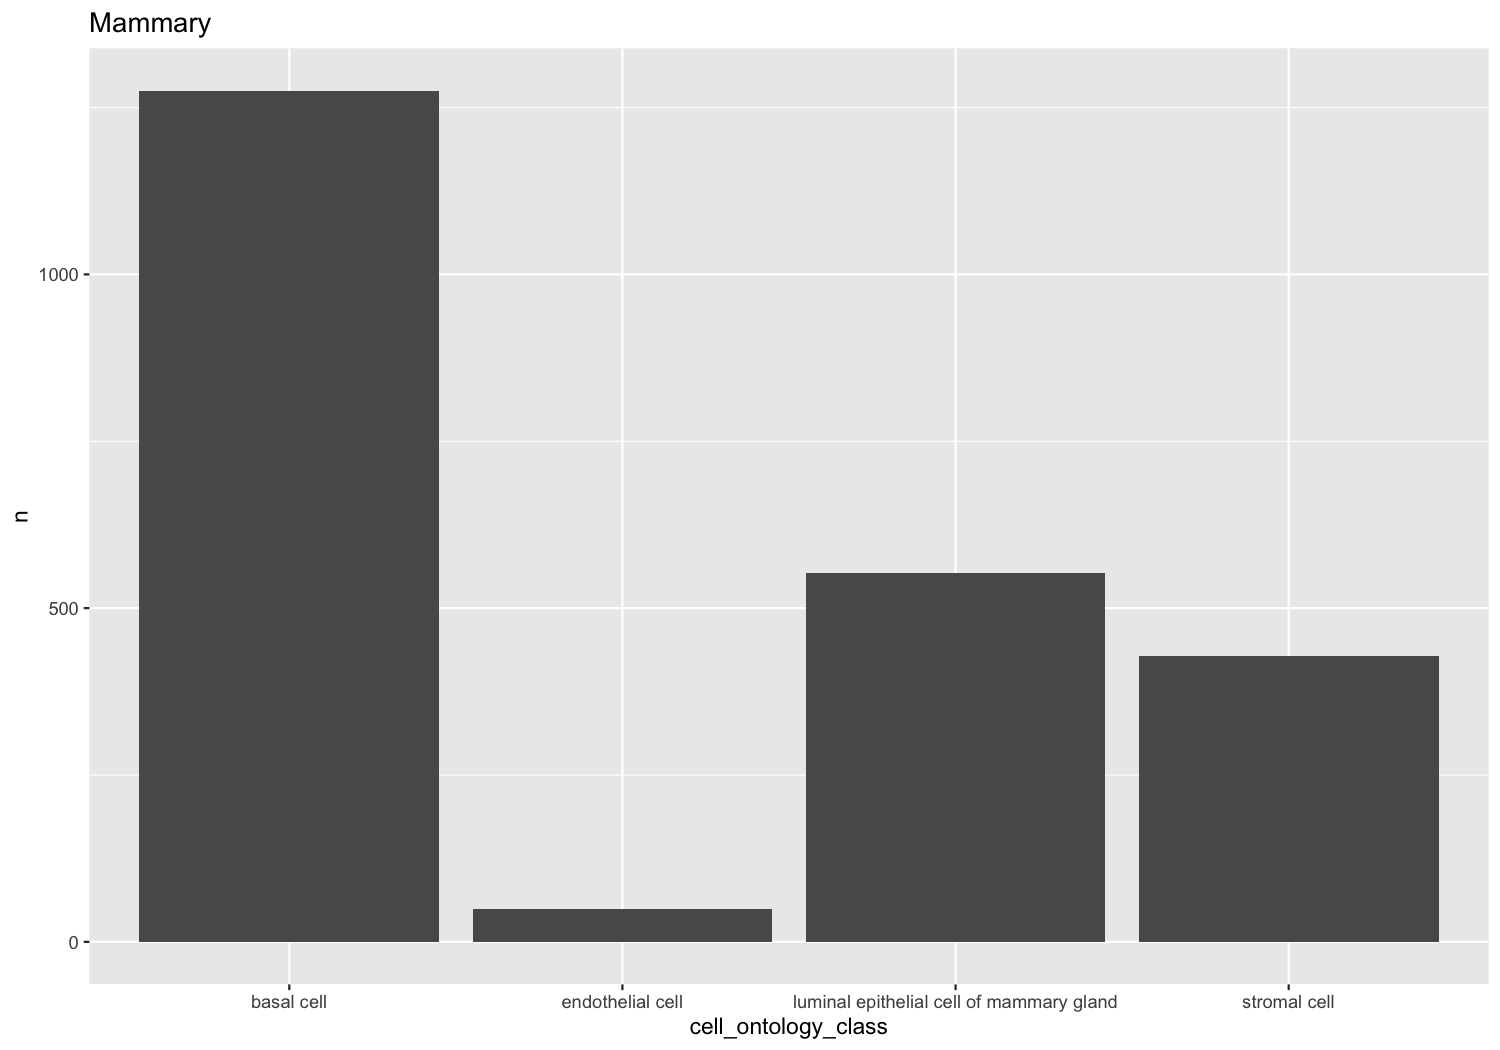 Mammary
n
1000
500
0
basal cell
endothelial cell
luminal epithelial cell of mammary gland
stromal cell
cell_ontology_class